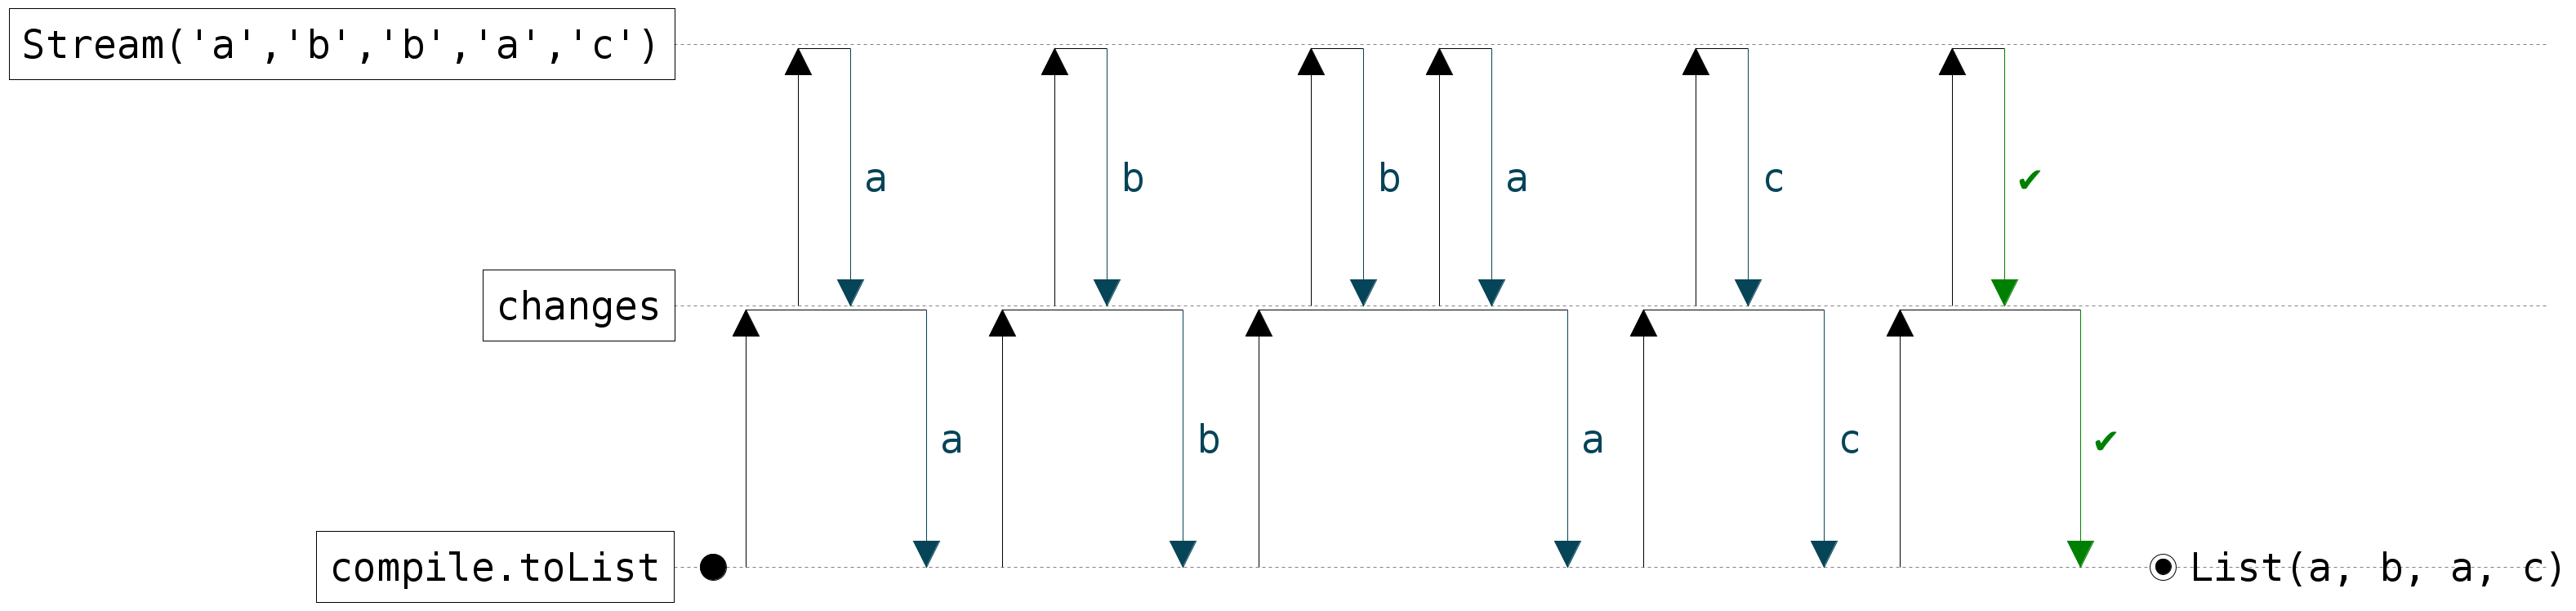 Stream('a','b','b','a','c')
a b b a c ✔
changes
a b a c ✔
compile.toList
List(a, b, a, c)